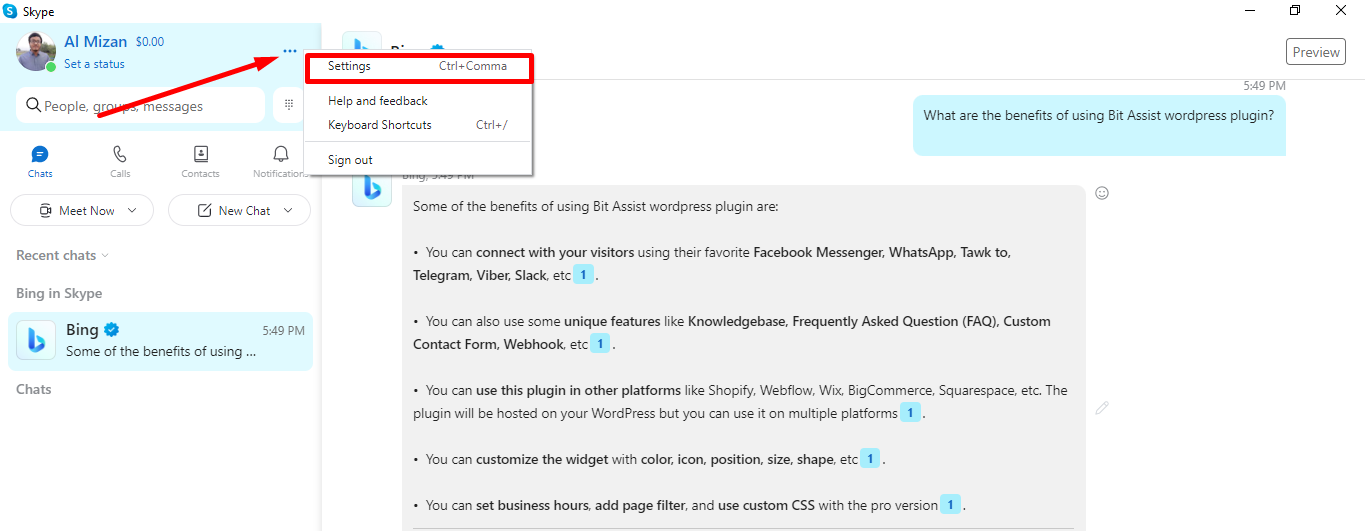 Skype
Al Mizan $0.00
Set a status
People, groups, messages
Chats
Calls
Contacts
Notifications
Meet Now
New Chat
Recent chats
Bing in Skype
Bing
5:49 PM
Some of the benefits of using ...
Chats
Settings Ctrl+Comma
Help and feedback
Keyboard Shortcuts Ctrl+/
Sign out
Preview
5:49 PM
What are the benefits of using Bit Assist wordpress plugin?
Bing, 5:49 PM
Some of the benefits of using Bit Assist wordpress plugin are:
• You can connect with your visitors using their favorite Facebook Messenger, WhatsApp, Tawk to,
Telegram, Viber, Slack, etc 1 .
• You can also use some unique features like Knowledgebase, Frequently Asked Question (FAQ), Custom
Contact Form, Webhook, etc 1 .
• You can use this plugin in other platforms like Shopify, Webflow, Wix, BigCommerce, Squarespace, etc. The
plugin will be hosted on your WordPress but you can use it on multiple platforms 1 .
• You can customize the widget with color, icon, position, size, shape, etc 1 .
• You can set business hours, add page filter, and use custom CSS with the pro version 1 .